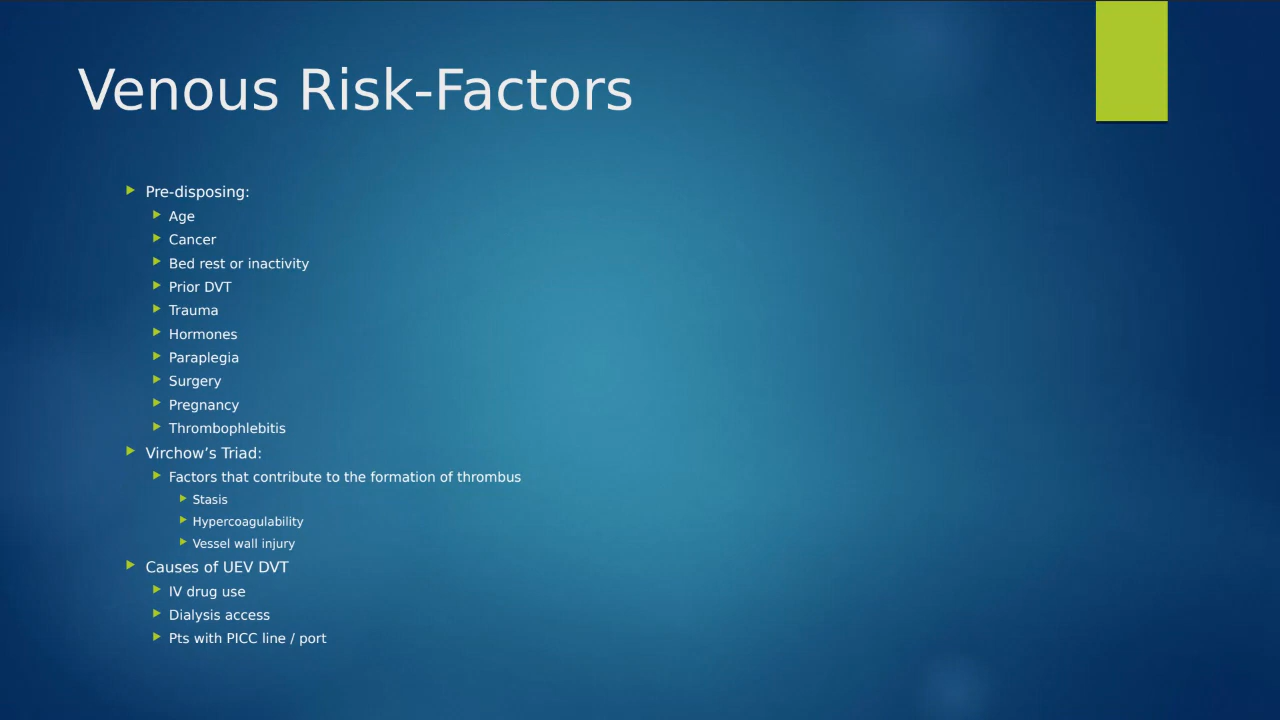 Venous Risk-Factors
Pre-disposing:
Age
Cancer
Bed rest or inactivity
Prior DVT
Trauma
Hormones
Paraplegia
Surgery
Pregnancy
Thrombophlebitis
Virchow’s Triad:
Factors that contribute to the formation of thrombus
Stasis
Hypercoagulability
Vessel wall injury
Causes of UEV DVT
IV drug use
Dialysis access
Pts with PICC line / port